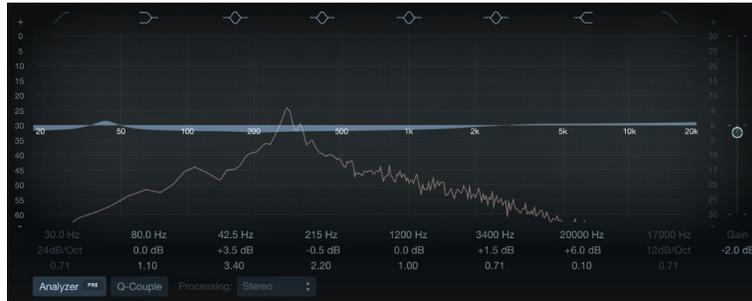 + +
0 30
5 25
10 20
15 15
20 10
25 5
30 20 50 100 200 500 1k 2k 5k 10k 20k 0
35 5
40 10
45 15
50 20
55 25
60 30
- -
30.0 Hz 80.0 Hz 42.5 Hz 215 Hz 1200 Hz 3400 Hz 20000 Hz 17000 Hz Gain
24dB/Oct 0.0 dB +3.5 dB -0.5 dB 0.0 dB +1.5 dB +6.0 dB 12dB/Oct -2.0 dB
0.71 1.10 3.40 2.20 1.00 0.71 0.10 0.71
Analyzer PRE Q-Couple Processing: Stereo